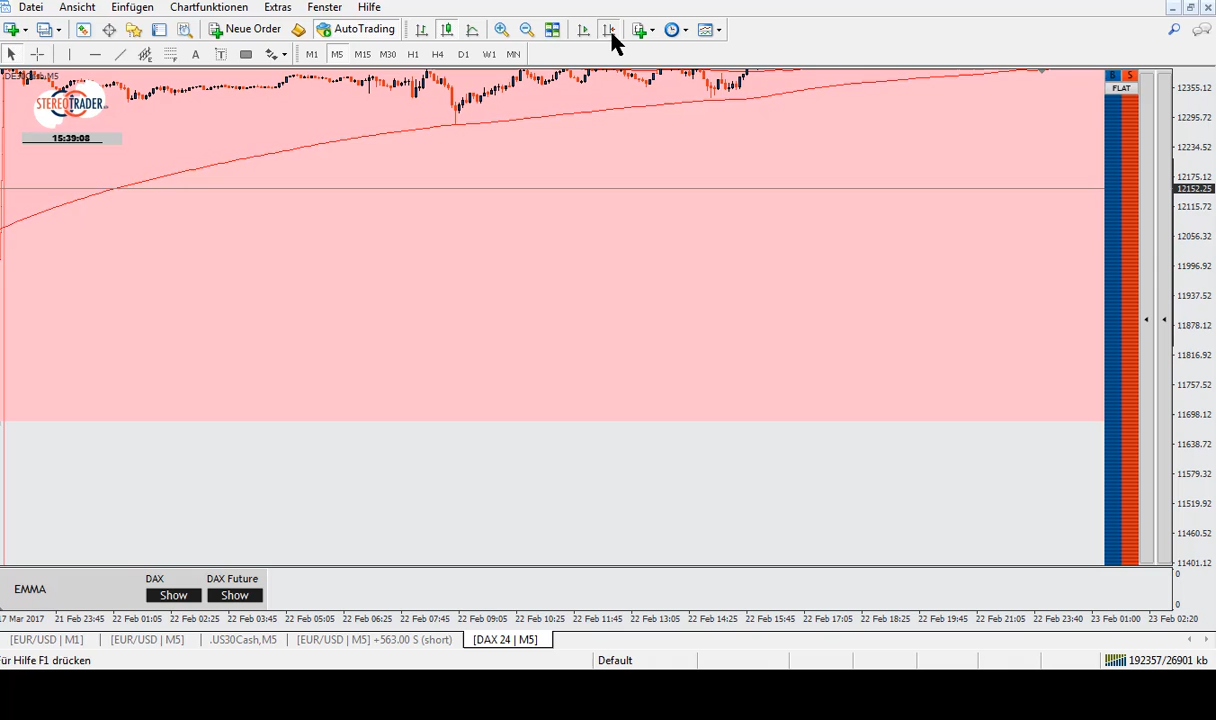 Datei Ansicht Einfügen Chartfunktionen Extras Fenster Hilfe
Neue Order AutoTrading
A T M1 M5 M15 M30 H1 H4 D1 W1 MN
B S
FLAT
STEREOTRADER
15:39:08
12355.12
12295.72
12234.52
12175.12
12152.25
12115.72
12056.32
11996.92
11937.52
11878.12
11816.92
11757.52
11698.12
11638.72
11579.32
11519.92
11460.52
11401.12
EMMA
DAX DAX Future
Show Show
0
0
17 Mar 2017 21 Feb 23:45 22 Feb 01:05 22 Feb 02:25 22 Feb 03:45 22 Feb 05:05 22 Feb 06:25 22 Feb 07:45 22 Feb 09:05 22 Feb 10:25 22 Feb 11:45 22 Feb 13:05 22 Feb 14:25 22 Feb 15:45 22 Feb 17:05 22 Feb 18:25 22 Feb 19:45 22 Feb 21:05 22 Feb 23:40 23 Feb 01:00 23 Feb 02:20
[EUR/USD | M1] [EUR/USD | M5] .US30Cash,M5 [EUR/USD | M5] +563.00 S (short) [DAX 24 | M5]
ür Hilfe F1 drücken Default 192357/26901 kb